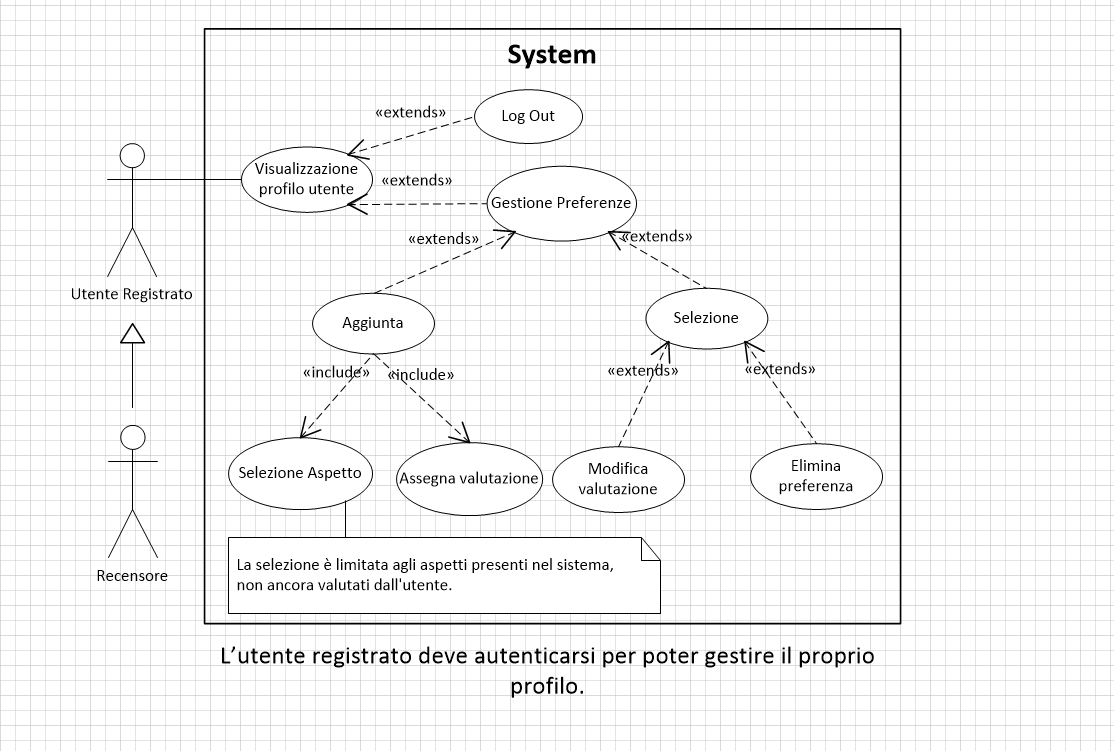 System
«extends»
Log Out
Visualizzazione
profilo utente
«extends»
Gestione Preferenze
«extends»
«extends»
Utente Registrato
Aggiunta
Selezione
«include»
«include»
«extends»
«extends»
Selezione Aspetto
Assegna valutazione
Modifica
valutazione
Elimina
preferenza
La selezione è limitata agli aspetti presenti nel sistema,
non ancora valutati dall'utente.
Recensore
L’utente registrato deve autenticarsi per poter gestire il proprio
profilo.